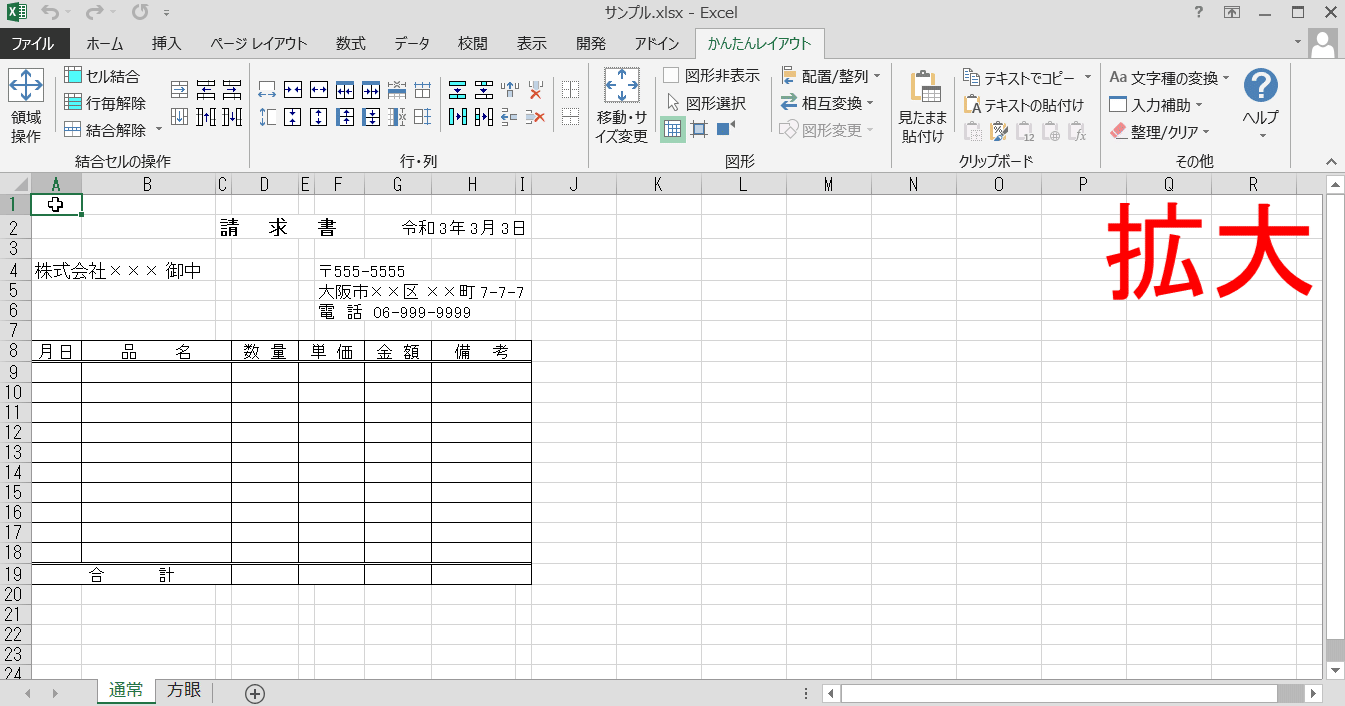 サンプル.xlsx - Excel
?
ファイル ホーム 挿入 ページ レイアウト 数式 データ 校閲 表示 開発 アドイン かんたんレイアウト
領域
操作
セル結合
行毎解除
結合解除
結合セルの操作
行・列
移動・サ
イズ変更
図形非表示
図形選択
配置/整列
相互変換
図形変更
図形
見たまま
貼付け
テキストでコピー
テキストの貼付け
12
fx
クリップボード
Aa 文字種の変換
入力補助
整理/クリア
ヘルプ
その他
A B C D E F G H I J K L M N O P Q R
1
2 請 求 書 令和3年3月3日
拡大
3
4 株式会社××× 御中 〒555-5555
5 大阪市××区 ××町 7-7-7
6 電 話 06-999-9999
7
8 月日 品 名 数 量 単 価 金 額 備 考
9
10
11
12
13
14
15
16
17
18
19 合 計
20
21
22
23
24
通常 方眼